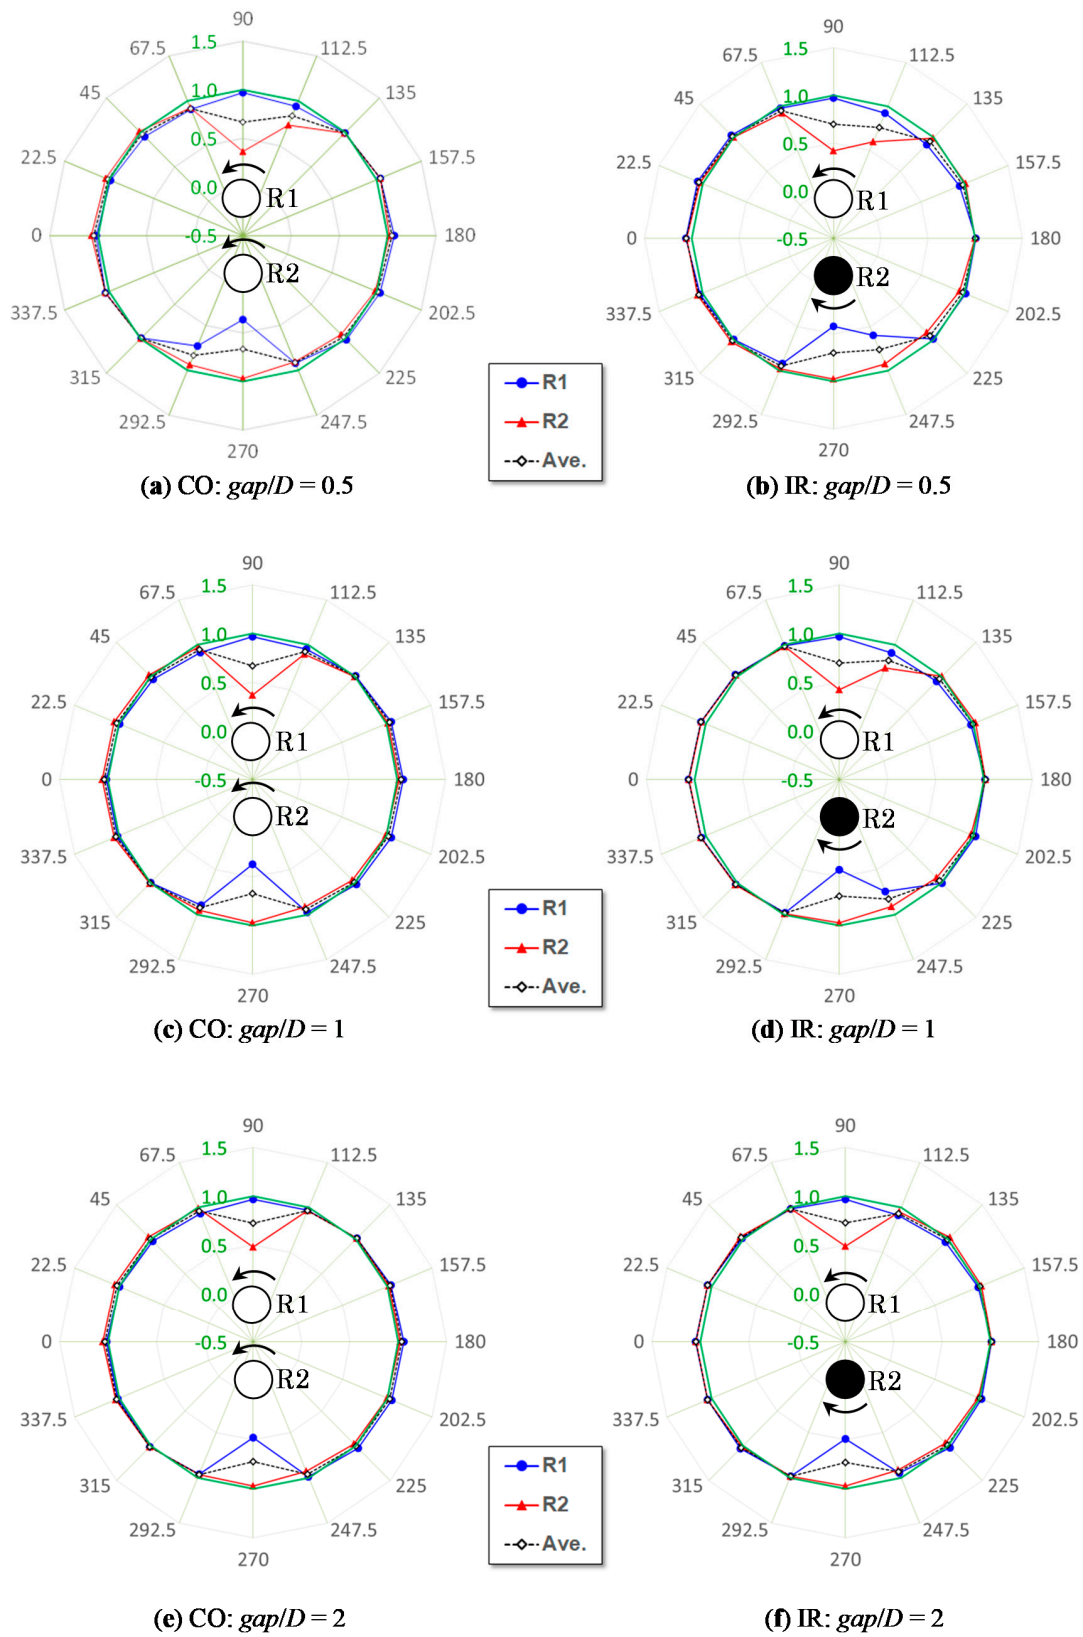 90
67.5 1.5 112.5
45 1.0 135
0.5
22.5 157.5
0.0 R1
0 -0.5 180
R2
337.5 202.5
315 225
292.5 247.5
270
(a) CO: gap/D = 0.5
90
67.5 1.5 112.5
45 1.0 135
0.5
22.5 157.5
0.0 R1
0 -0.5 180
R2
337.5 202.5
315 225
292.5 247.5
270
(b) IR: gap/D = 0.5
R1
R2
Ave.
90
67.5 1.5 112.5
45 1.0 135
0.5
22.5 157.5
0.0 R1
0 -0.5 180
R2
337.5 202.5
315 225
292.5 247.5
270
(c) CO: gap/D = 1
90
67.5 1.5 112.5
45 1.0 135
0.5
22.5 157.5
0.0 R1
0 -0.5 180
R2
337.5 202.5
315 225
292.5 247.5
270
(d) IR: gap/D = 1
R1
R2
Ave.
90
67.5 1.5 112.5
45 1.0 135
0.5
22.5 157.5
0.0 R1
0 -0.5 180
R2
337.5 202.5
315 225
292.5 247.5
270
(e) CO: gap/D = 2
90
67.5 1.5 112.5
45 1.0 135
0.5
22.5 157.5
0.0 R1
0 -0.5 180
R2
337.5 202.5
315 225
292.5 247.5
270
(f) IR: gap/D = 2
R1
R2
Ave.